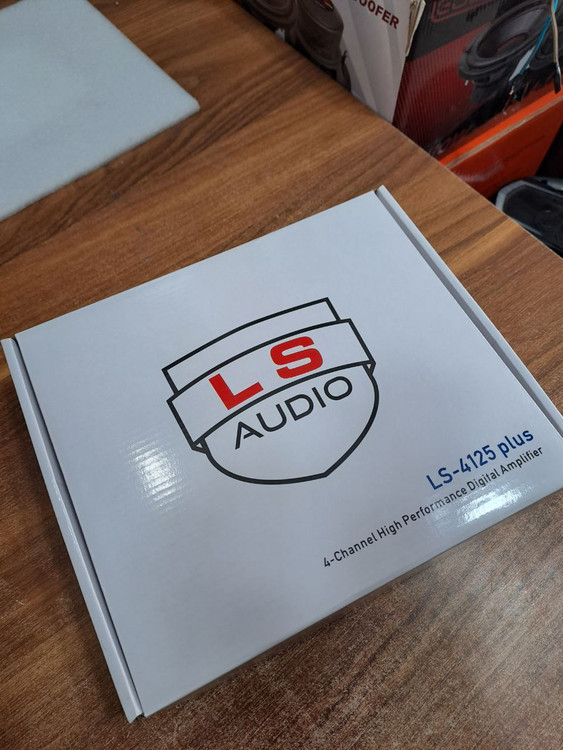 OOFER
LS
AUDIO
LS-4125 plus
4-Channel High Performance Digital Amplifier